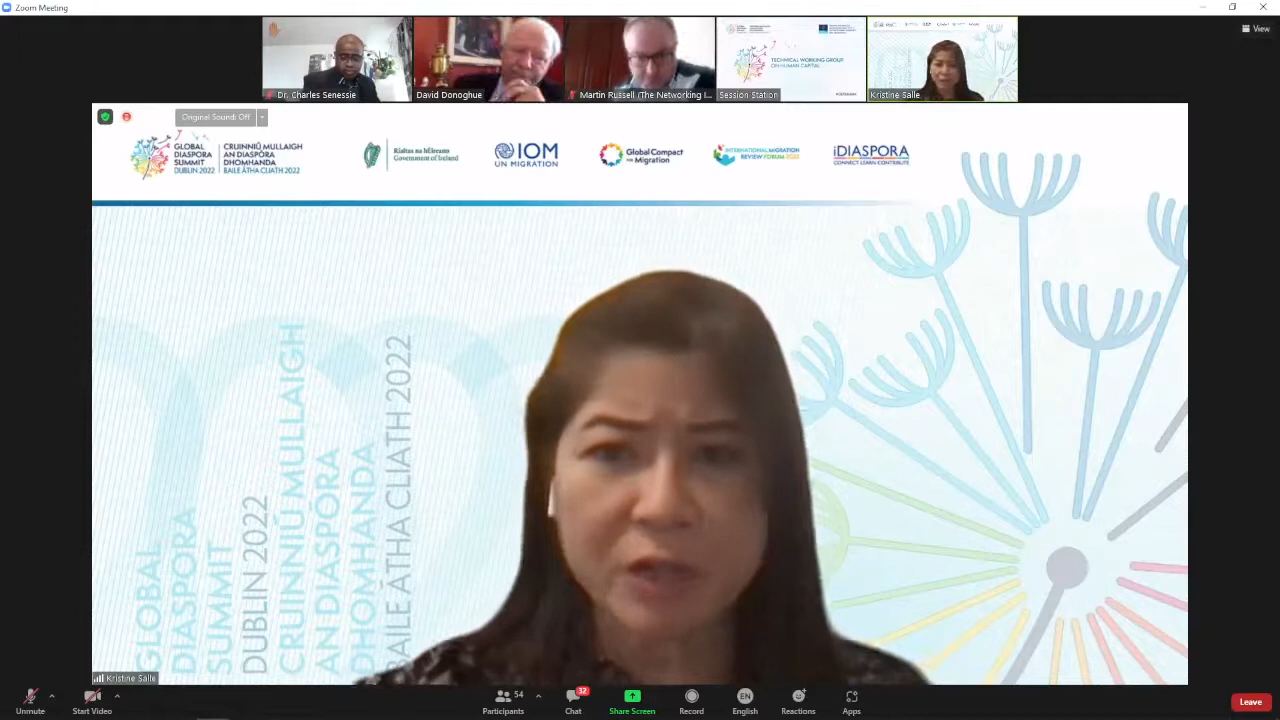 Zoom Meeting
View
Dr. Charles Senessie
David Donoghue
Martin Russell (The Networking I...
TECHNICAL WORKING GROUP
ON HUMAN CAPITAL
Session Station
Kristine Salle
Original Sound: Off
GLOBAL
DIASPORA
SUMMIT
DUBLIN 2022
CRUINNIÚ MULLAIGH
AN DIASPÓRA
DHOMHANDA
BAILE ÁTHA CLIATH 2022
Rialtas na hÉireann
Government of Ireland
IOM
UN MIGRATION
Global Compact
for Migration
INTERNATIONAL MIGRATION
REVIEW FORUM 2022
iDIASPORA
CONNECT LEARN CONTRIBUTE
GLOBAL
DIASPORA
SUMMIT
DUBLIN 2022
CRUINNIÚ MULLAIGH
AN DIASPÓRA
DHOMHANDA
BAILE ÁTHA CLIATH 2022
Kristine Salle
Unmute
Start Video
54
Participants
32
Chat
Share Screen
Record
EN
English
Reactions
Apps
Leave